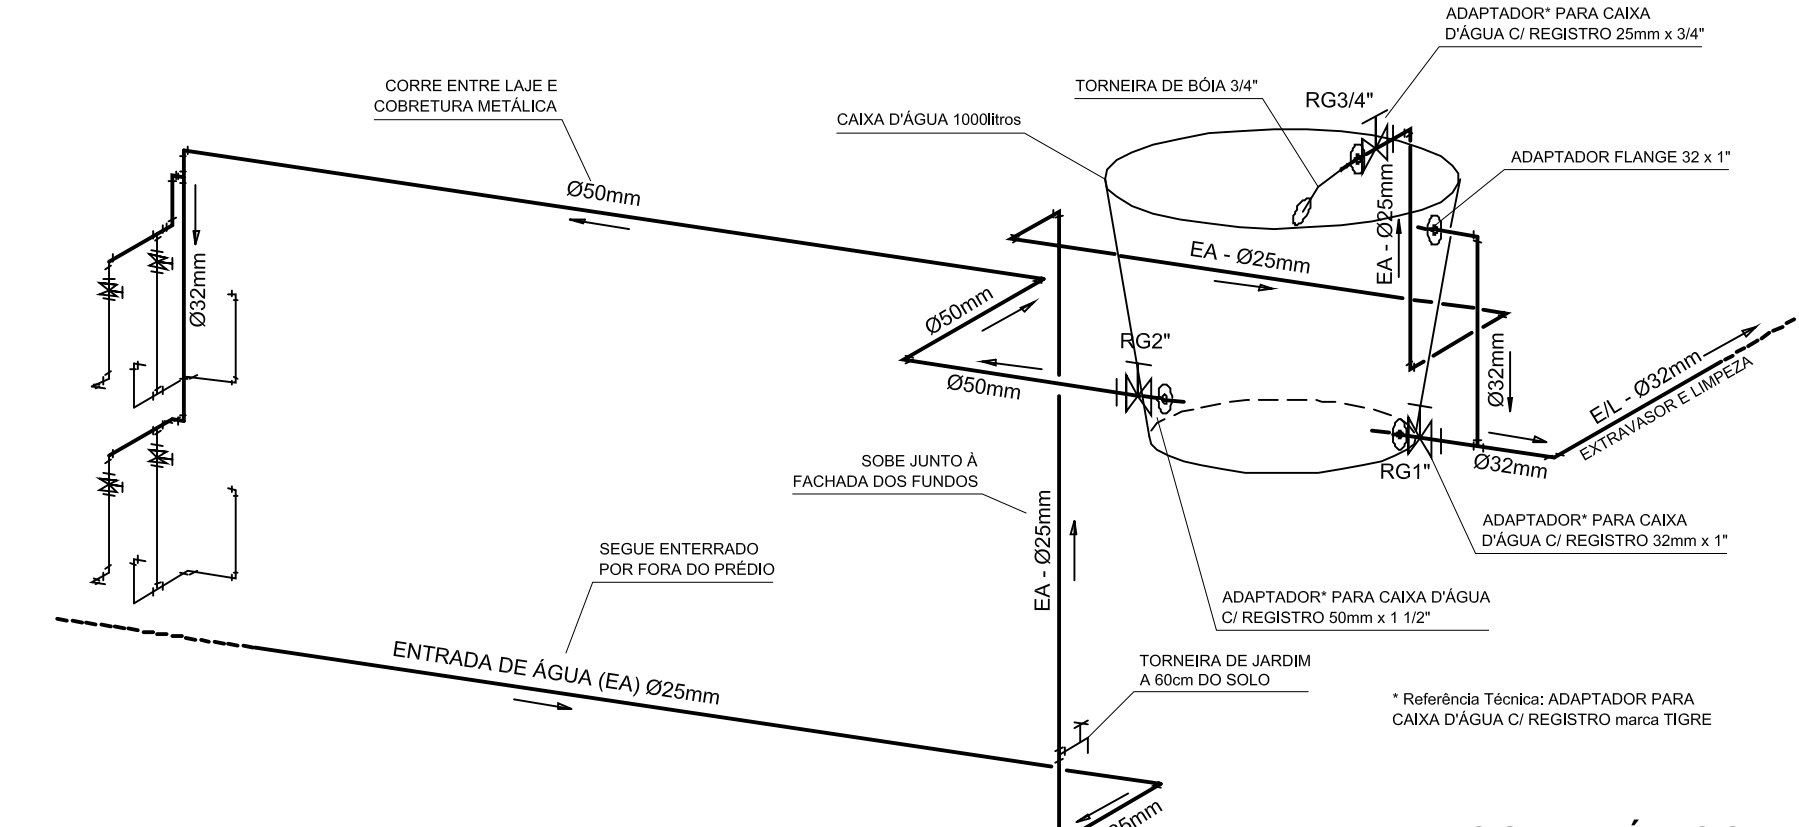 ADAPTADOR* PARA CAIXA
D'ÁGUA C/ REGISTRO 25mm x 3/4"
CORRE ENTRE LAJE E
COBRETURA METÁLICA
TORNEIRA DE BÓIA 3/4"
RG3/4"
CAIXA D'ÁGUA 1000litros
ADAPTADOR FLANGE 32 x 1"
Ø50mm
EA - Ø25mm
EA - Ø25mm
Ø32mm
Ø50mm
RG2"
Ø50mm
Ø32mm
E/L - Ø32mm
EXTRAVASOR E LIMPEZA
RG1"
Ø32mm
SOBE JUNTO À
FACHADA DOS FUNDOS
EA - Ø25mm
ADAPTADOR* PARA CAIXA
D'ÁGUA C/ REGISTRO 32mm x 1"
SEGUE ENTERRADO
POR FORA DO PRÉDIO
ADAPTADOR* PARA CAIXA D'ÁGUA
C/ REGISTRO 50mm x 1 1/2"
ENTRADA DE ÁGUA (EA) Ø25mm
TORNEIRA DE JARDIM
A 60cm DO SOLO
* Referência Técnica: ADAPTADOR PARA
CAIXA D'ÁGUA C/ REGISTRO marca TIGRE